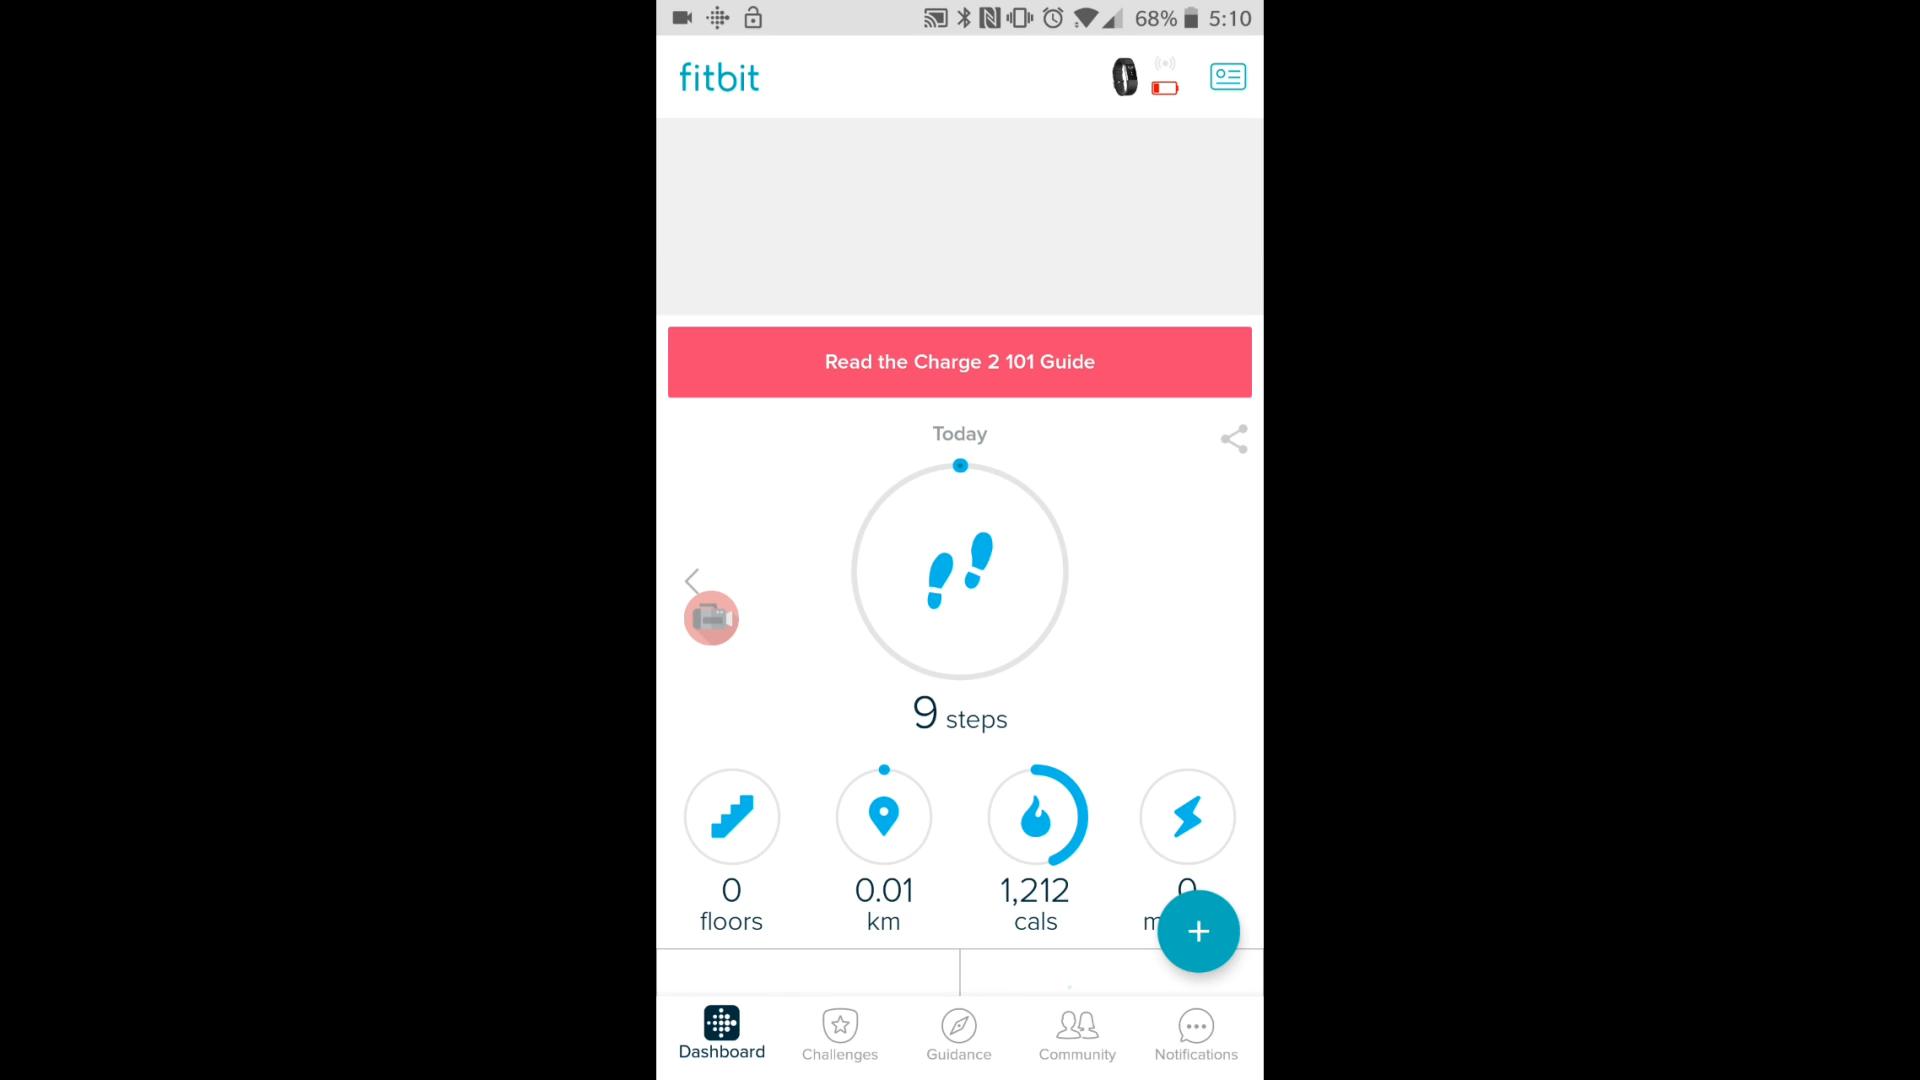 68% 5:10
fitbit
Read the Charge 2 101 Guide
Today
9 steps
0 0.01 1,212 0
floors km cals
+
Dashboard Challenges Guidance Community Notifications